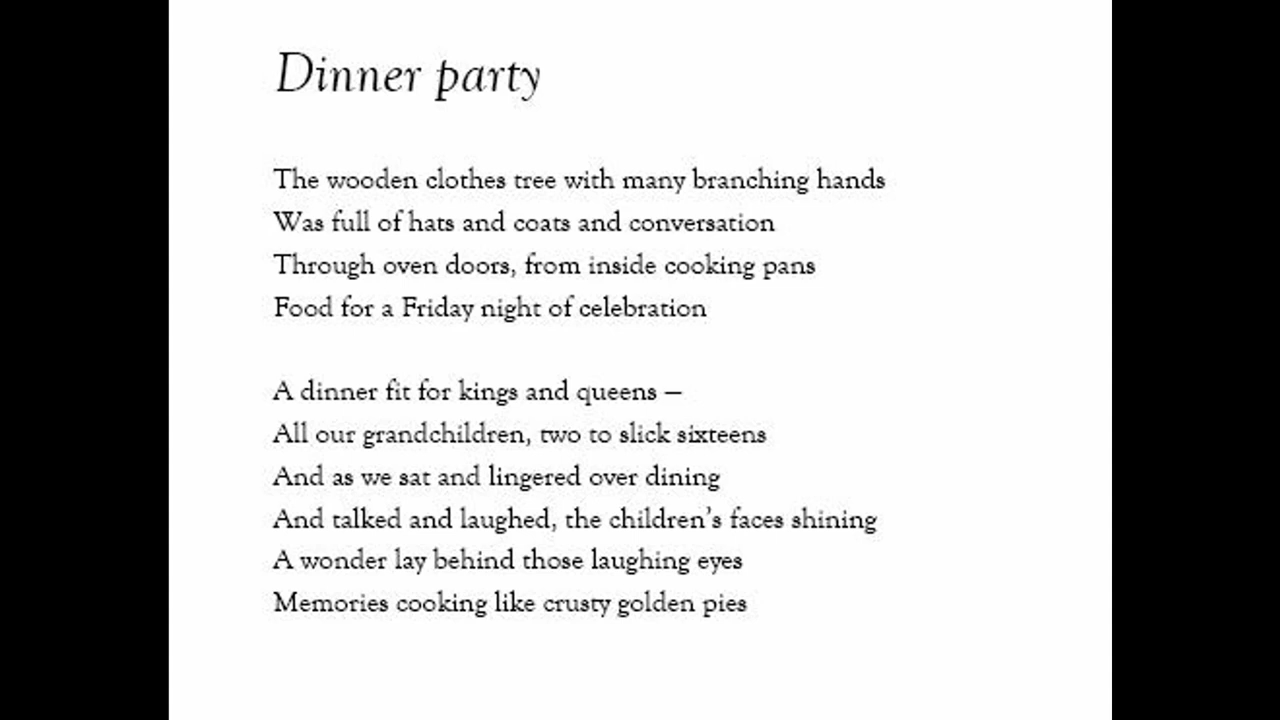 Dinner party
The wooden clothes tree with many branching hands
Was full of hats and coats and conversation
Through oven doors, from inside cooking pans
Food for a Friday night of celebration
A dinner fit for kings and queens –
All our grandchildren, two to slick sixteens
And as we sat and lingered over dining
And talked and laughed, the children’s faces shining
A wonder lay behind those laughing eyes
Memories cooking like crusty golden pies